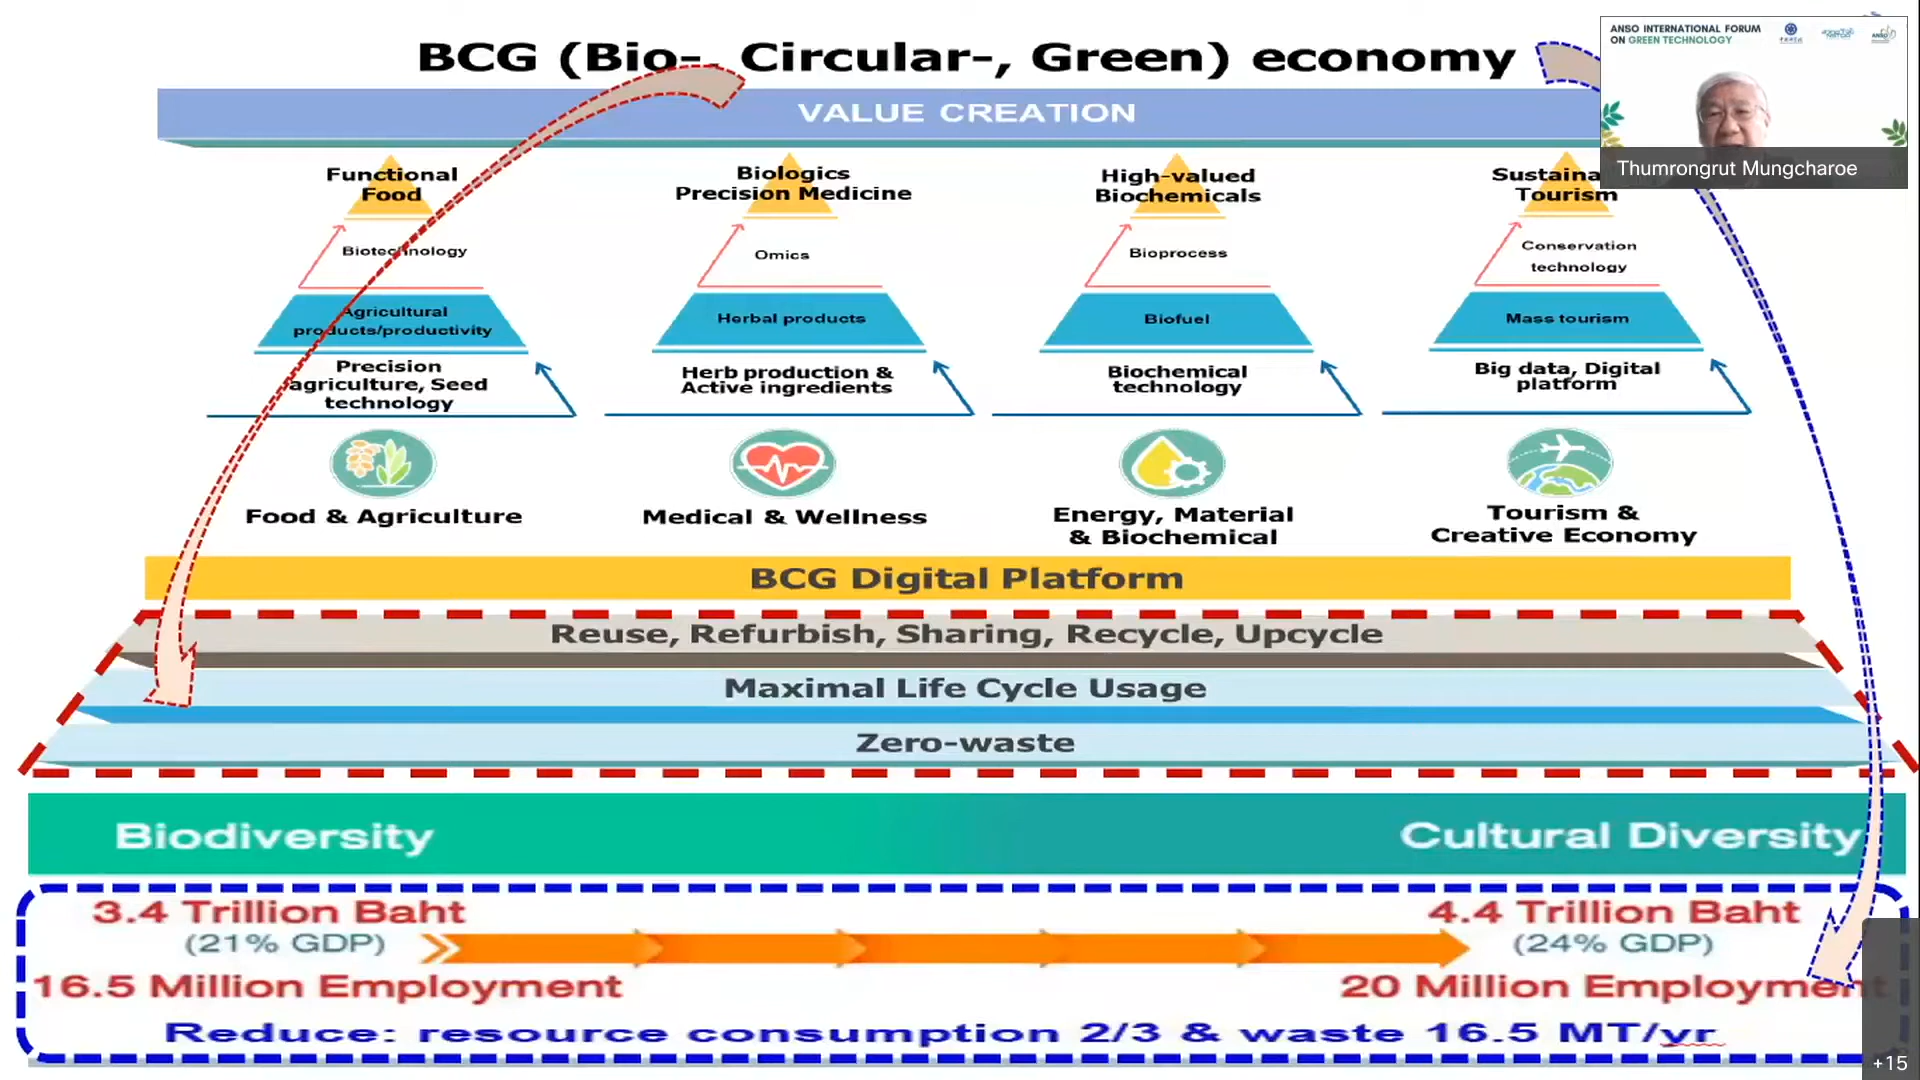 BCG (Bio-, Circular-, Green) economy
ANSO INTERNATIONAL FORUM
ON GREEN TECHNOLOGY
Thumrongrut Mungcharoe
VALUE CREATION
Functional
Food
Biotechnology
Agricultural
products/productivity
Precision
agriculture, Seed
technology
Food & Agriculture
Biologics
Precision Medicine
Omics
Herbal products
Herb production &
Active ingredients
Medical & Wellness
High-valued
Biochemicals
Bioprocess
Biofuel
Biochemical
technology
Energy, Material
& Biochemical
Sustaina
Tourism
Conservation
technology
Mass tourism
Big data, Digital
platform
Tourism &
Creative Economy
BCG Digital Platform
Reuse, Refurbish, Sharing, Recycle, Upcycle
Maximal Life Cycle Usage
Zero-waste
Biodiversity
Cultural Diversity
3.4 Trillion Baht
(21% GDP)
16.5 Million Employment
4.4 Trillion Baht
(24% GDP)
20 Million Employment
Reduce: resource consumption 2/3 & waste 16.5 MT/yr
+15